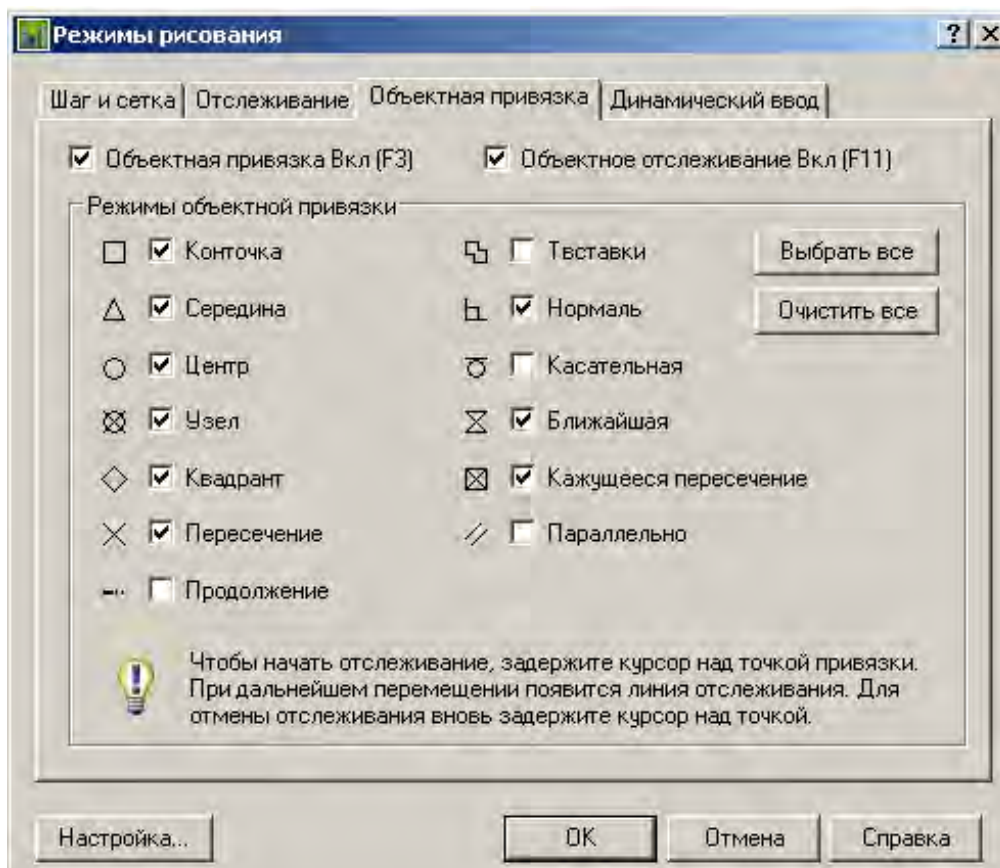 Режимы рисования
Шаг и сетка Отслеживание Объектная привязка Динамический ввод
Объектная привязка Вкл (F3) Объектное отслеживание Вкл (F11)
Режимы объектной привязки
Конточка Твставки Выбрать все
Середина Нормаль Очистить все
Центр Касательная
Узел Ближайшая
Квадрант Кажущееся пересечение
Пересечение Параллельно
Продолжение
Чтобы начать отслеживание, задержите курсор над точкой привязки.
При дальнейшем перемещении появится линия отслеживания. Для
отмены отслеживания вновь задержите курсор над точкой.
Настройка... OK Отмена Справка